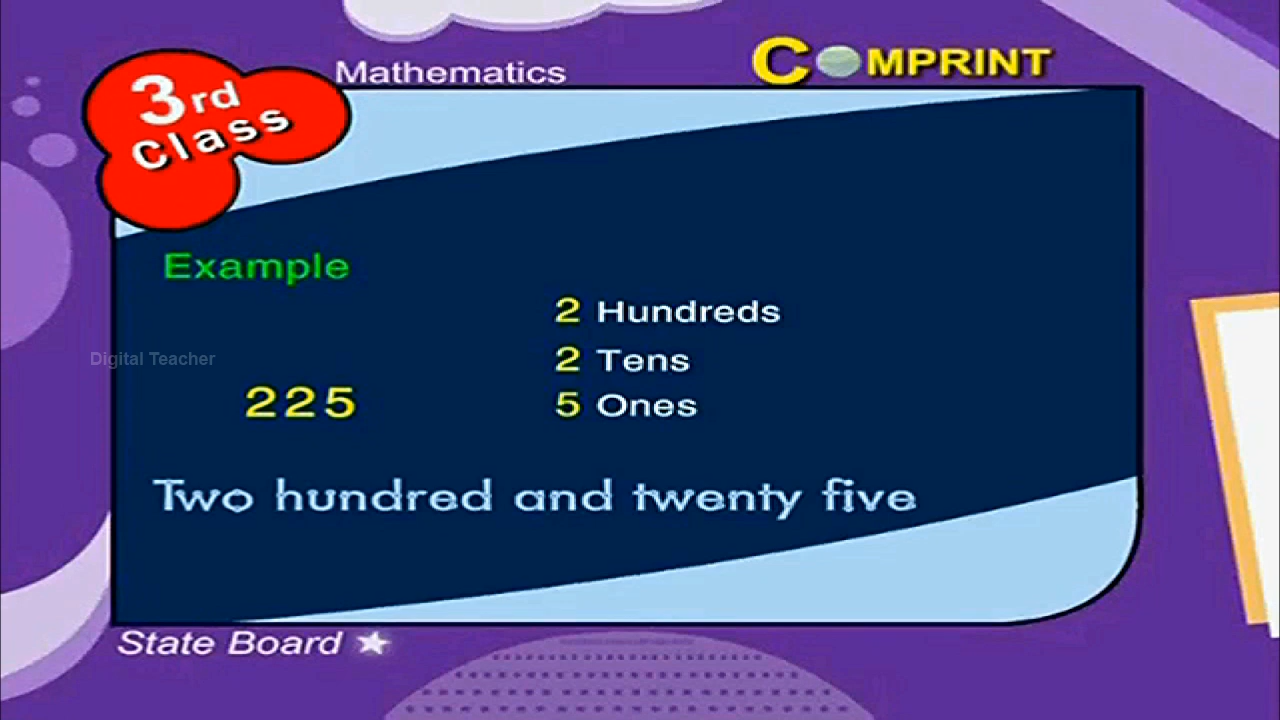 Mathematics
COMPRINT
3rd
Class
Example
2 Hundreds
2 Tens
Digital Teacher
225
5 Ones
Two hundred and twenty five
State Board